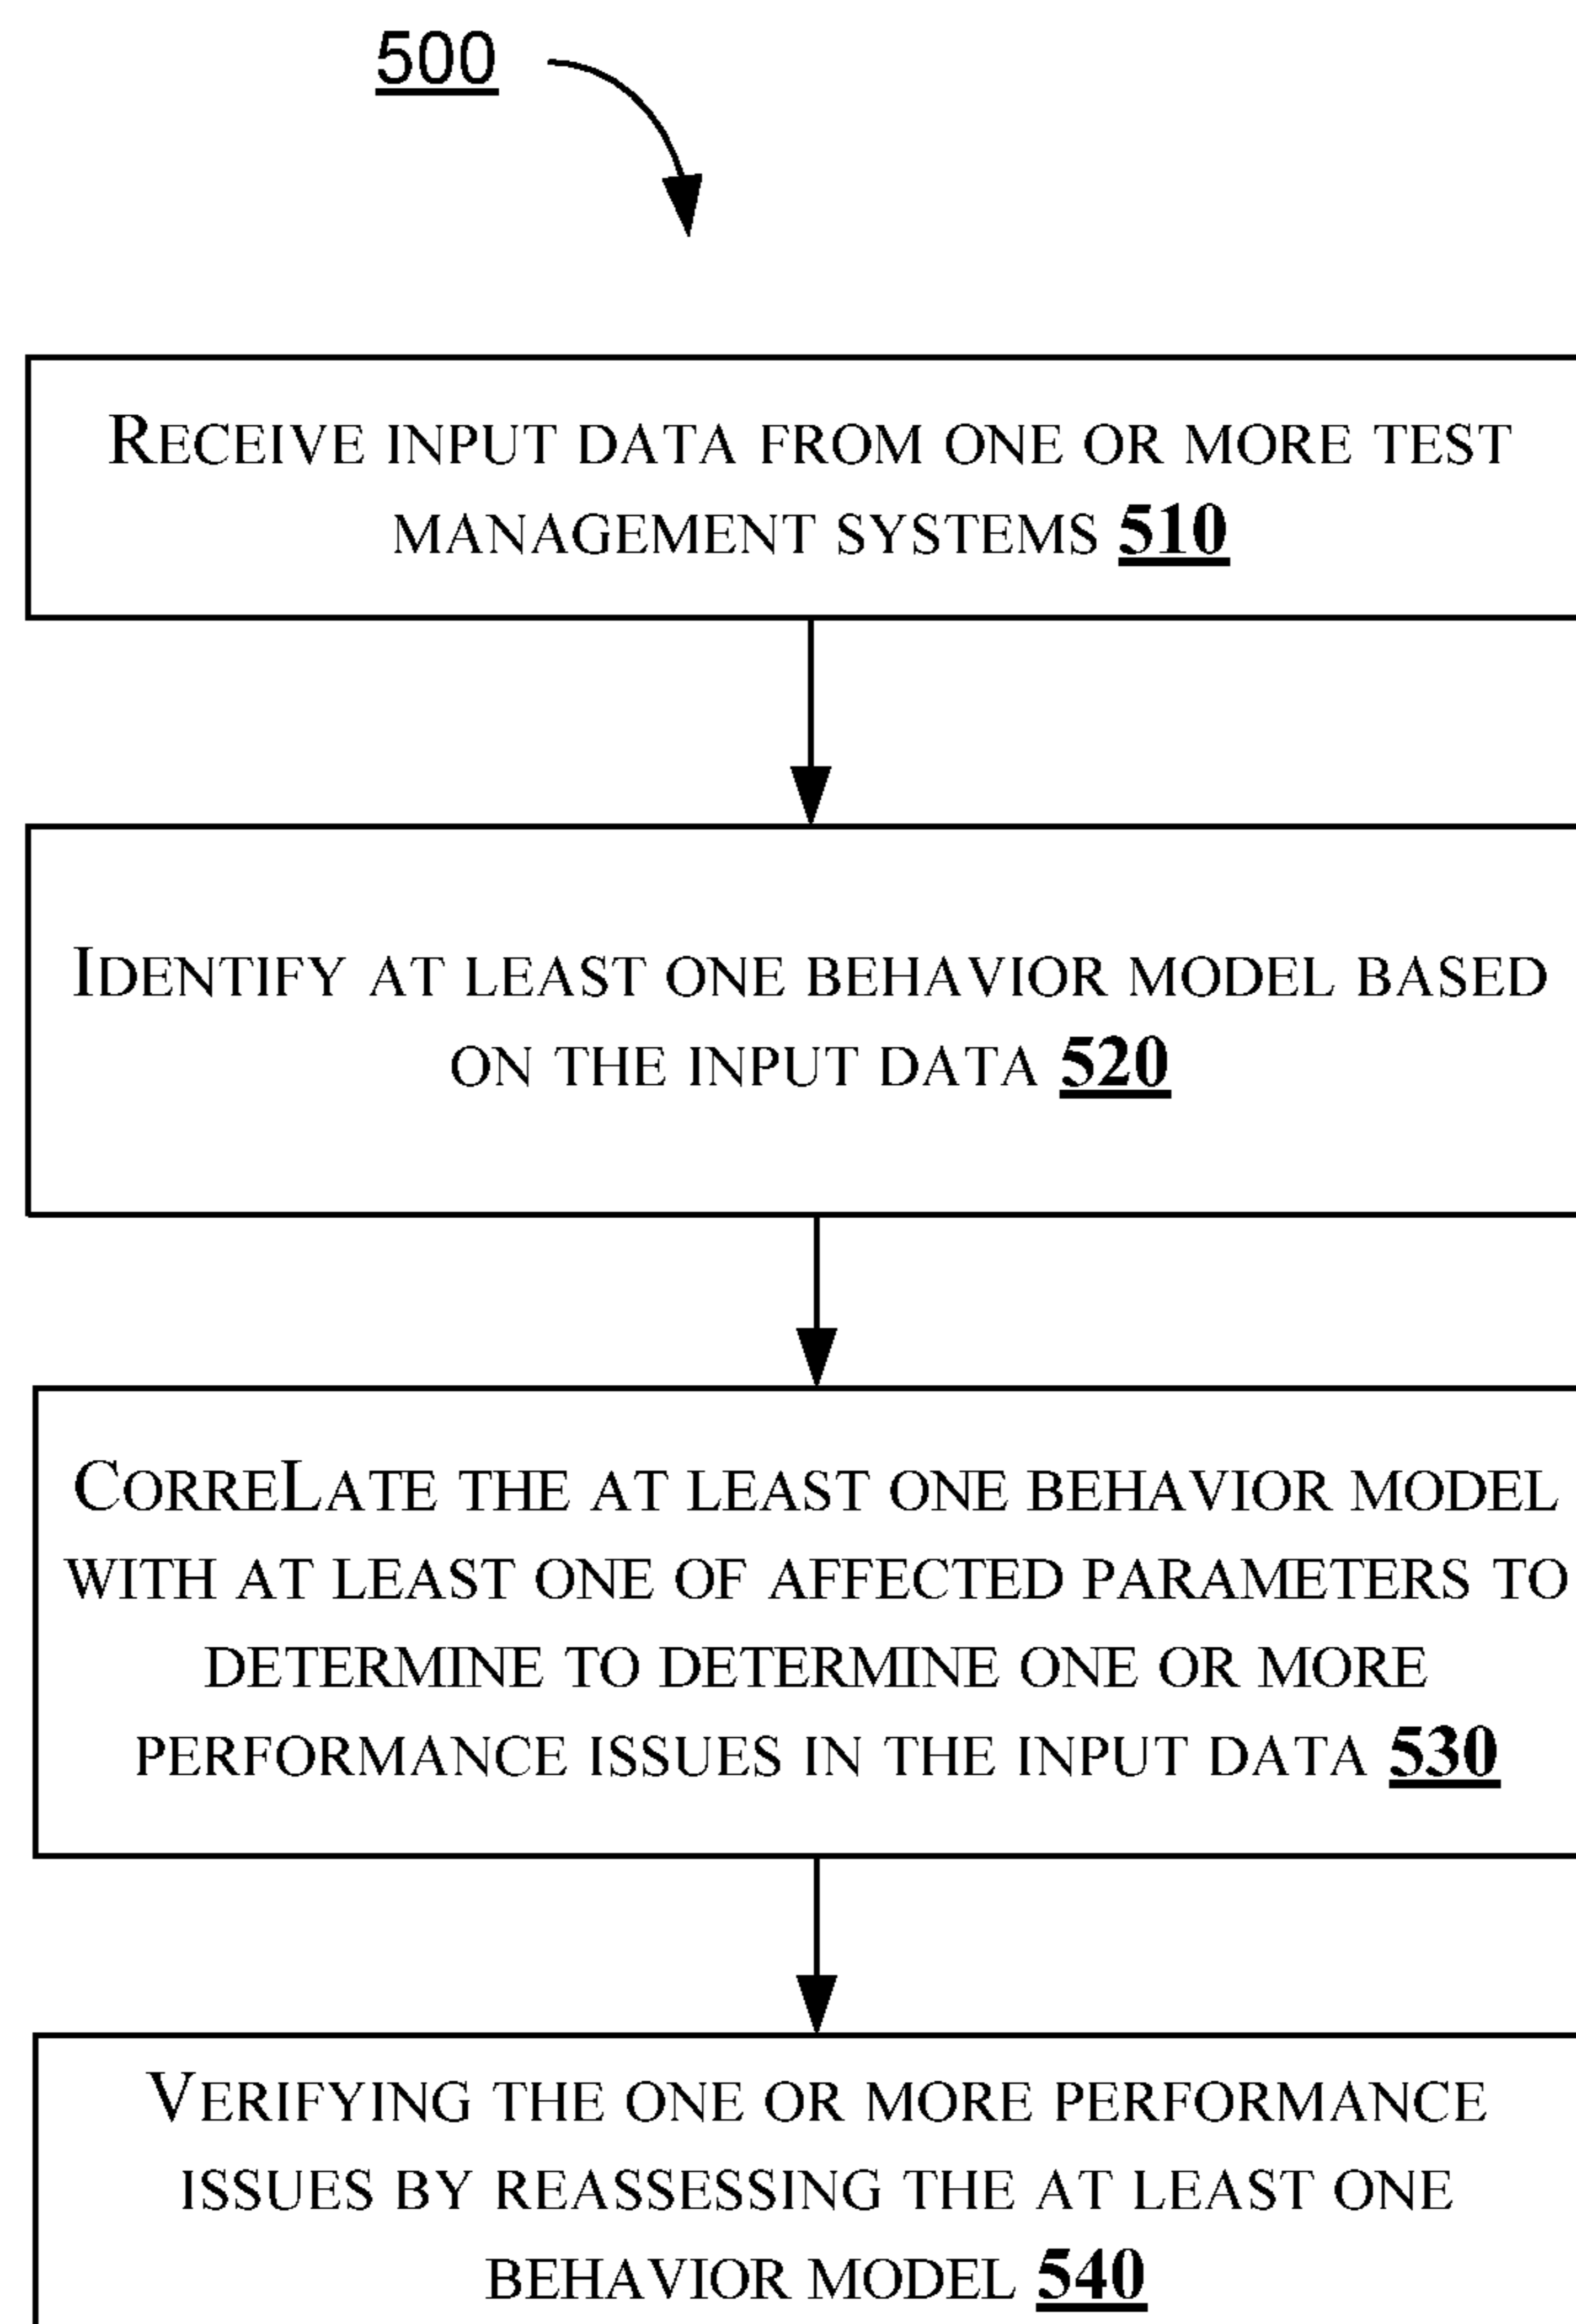 500
RECEIVE INPUT DATA FROM ONE OR MORE TEST
MANAGEMENT SYSTEMS 510
IDENTIFY AT LEAST ONE BEHAVIOR MODEL BASED
ON THE INPUT DATA 520
CORRELATE THE AT LEAST ONE BEHAVIOR MODEL
WITH AT LEAST ONE OF AFFECTED PARAMETERS TO
DETERMINE TO DETERMINE ONE OR MORE
PERFORMANCE ISSUES IN THE INPUT DATA 530
VERIFYING THE ONE OR MORE PERFORMANCE
ISSUES BY REASSESSING THE AT LEAST ONE
BEHAVIOR MODEL 540